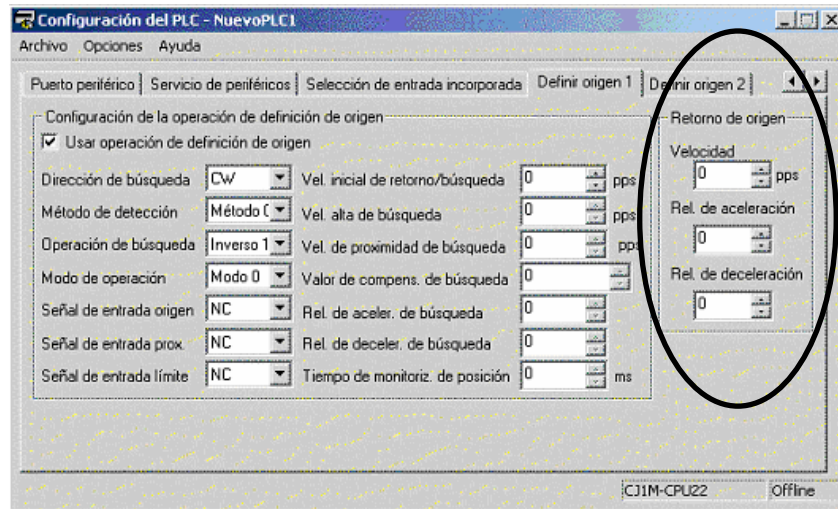 Configuración del PLC - NuevoPLC1
Archivo Opciones Ayuda
Puerto periférico Servicio de periféricos Selección de entrada incorporada Definir origen 1 Definir origen 2
Configuración de la operación de definición de origen
Usar operación de definición de origen
Dirección de búsqueda CW Vel. inicial de retorno/búsqueda 0 pps
Método de detección Método 0 Vel. alta de búsqueda 0 pps
Operación de búsqueda Inverso 1 Vel. de proximidad de búsqueda 0 pps
Modo de operación Modo 0 Valor de compens. de búsqueda 0
Señal de entrada origen NC Rel. de aceler. de búsqueda 0
Señal de entrada prox. NC Rel. de deceler. de búsqueda 0
Señal de entrada límite NC Tiempo de monitoriz. de posición 0 ms
Retorno de origen
Velocidad
0 pps
Rel. de aceleración
0
Rel. de deceleración
0
CJ1M-CPU22 Offline